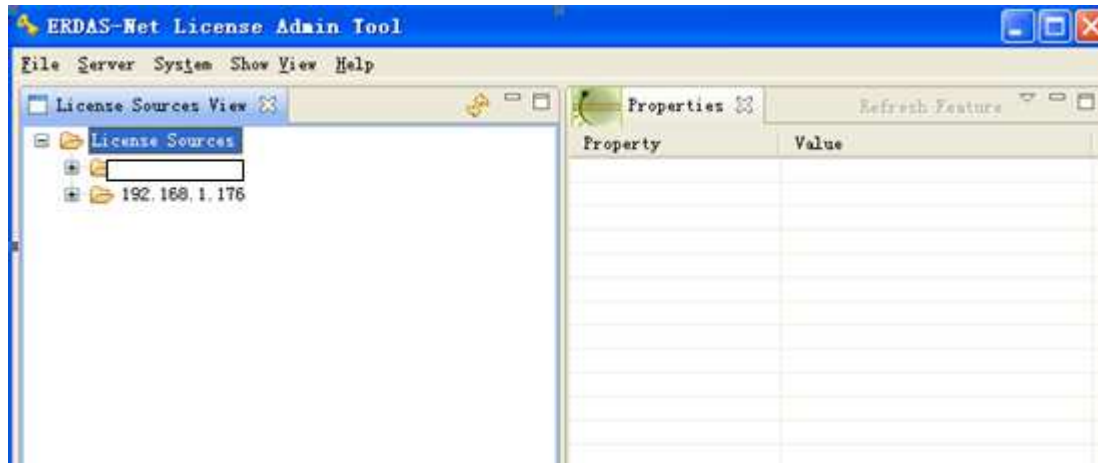 ERDAS-Net License Admin Tool
File Server System Show View Help
License Sources View
Properties
Refresh Feature
License Sources
Property Value
192.168.1.176